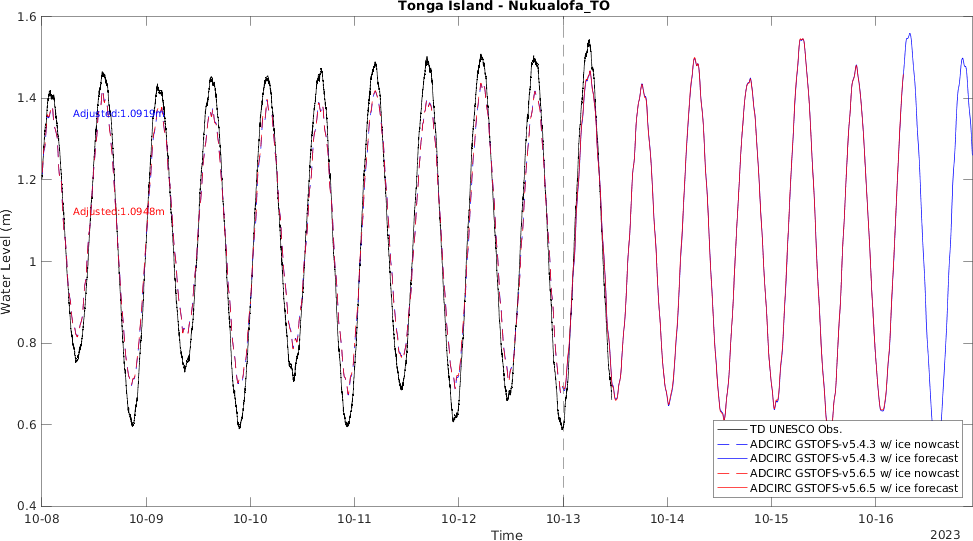 Tonga Island - Nukualofa_TO
1.6
1.4
1.2
1
0.8
0.6
0.4
Water Level (m)
Adjusted:1.0919m
Adjusted:1.0948m
TD UNESCO Obs.
ADCIRC GSTOFS-v5.4.3 w/ ice nowcast
ADCIRC GSTOFS-v5.4.3 w/ ice forecast
ADCIRC GSTOFS-v5.6.5 w/ ice nowcast
ADCIRC GSTOFS-v5.6.5 w/ ice forecast
10-08 10-09 10-10 10-11 10-12 10-13 10-14 10-15 10-16
Time
2023